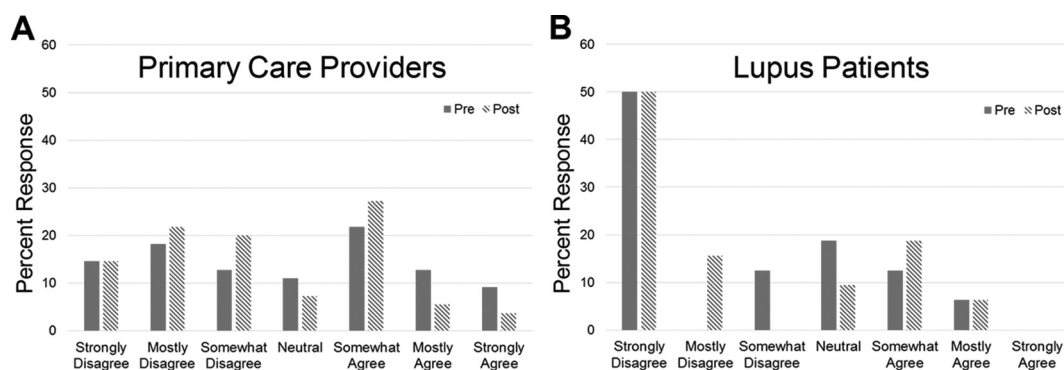 A
Primary Care Providers
Percent Response
60
50
40
30
20
10
0
Pre Post
Strongly Disagree
Mostly Disagree
Somewhat Disagree
Neutral
Somewhat Agree
Mostly Agree
Strongly Agree
B
Lupus Patients
Percent Response
60
50
40
30
20
10
0
Pre Post
Strongly Disagree
Mostly Disagree
Somewhat Disagree
Neutral
Somewhat Agree
Mostly Agree
Strongly Agree